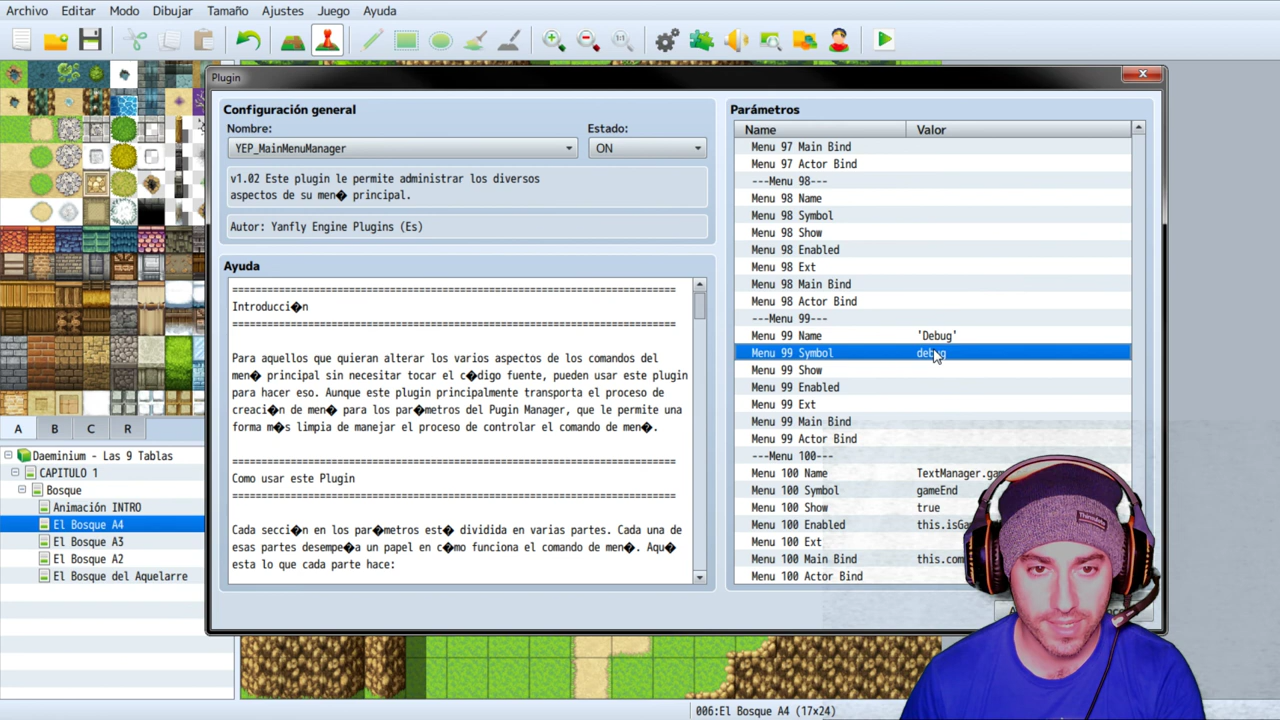 Archivo Editar Modo Dibujar Tamaño Ajustes Juego Ayuda
1:1
Plugin
Configuración general
Nombre:
Estado:
YEP_MainMenuManager
ON
v1.02 Este plugin le permite administrar los diversos
aspectos de su men� principal.
Autor: Yanfly Engine Plugins (Es)
Ayuda
================================================================
Introducci�n
================================================================
Para aquellos que quieran alterar los varios aspectos de los comandos del
men� principal sin necesitar tocar el c�digo fuente, pueden usar este plugin
para hacer eso. Aunque este plugin principalmente transporta el proceso de
creaci�n de men� para los par�metros del Pugin Manager, que le permite una
forma m�s limpia de manejar el proceso de controlar el comando de men�.
================================================================
Como usar este Plugin
================================================================
Cada secci�n en los par�metros est� dividida en varias partes. Cada una de
esas partes desempe�a un papel en c�mo funciona el comando de men�. Aqu�
esta lo que cada parte hace:
Parámetros
Name Valor
Menu 97 Main Bind
Menu 97 Actor Bind
---Menu 98---
Menu 98 Name
Menu 98 Symbol
Menu 98 Show
Menu 98 Enabled
Menu 98 Ext
Menu 98 Main Bind
Menu 98 Actor Bind
---Menu 99---
Menu 99 Name 'Debug'
Menu 99 Symbol debug
Menu 99 Show
Menu 99 Enabled
Menu 99 Ext
Menu 99 Main Bind
Menu 99 Actor Bind
---Menu 100---
Menu 100 Name TextManager.gam
Menu 100 Symbol gameEnd
Menu 100 Show true
Menu 100 Enabled this.isGa
Menu 100 Ext
Menu 100 Main Bind this.com
Menu 100 Actor Bind
A B C R
Daeminium - Las 9 Tablas
CAPITULO 1
Bosque
Animación INTRO
El Bosque A4
El Bosque A3
El Bosque A2
El Bosque del Aquelarre
006:El Bosque A4 (17x24)